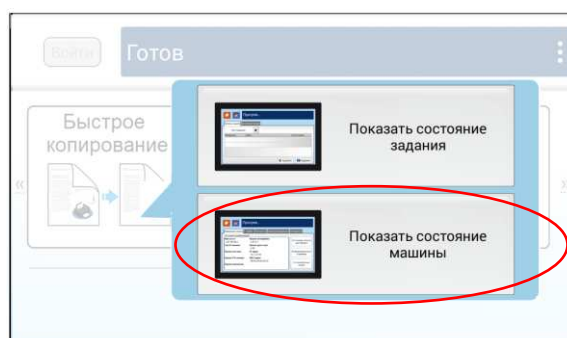 Войти
Готов
Быстрое
копирование
Показать состояние
задания
Показать состояние
машины